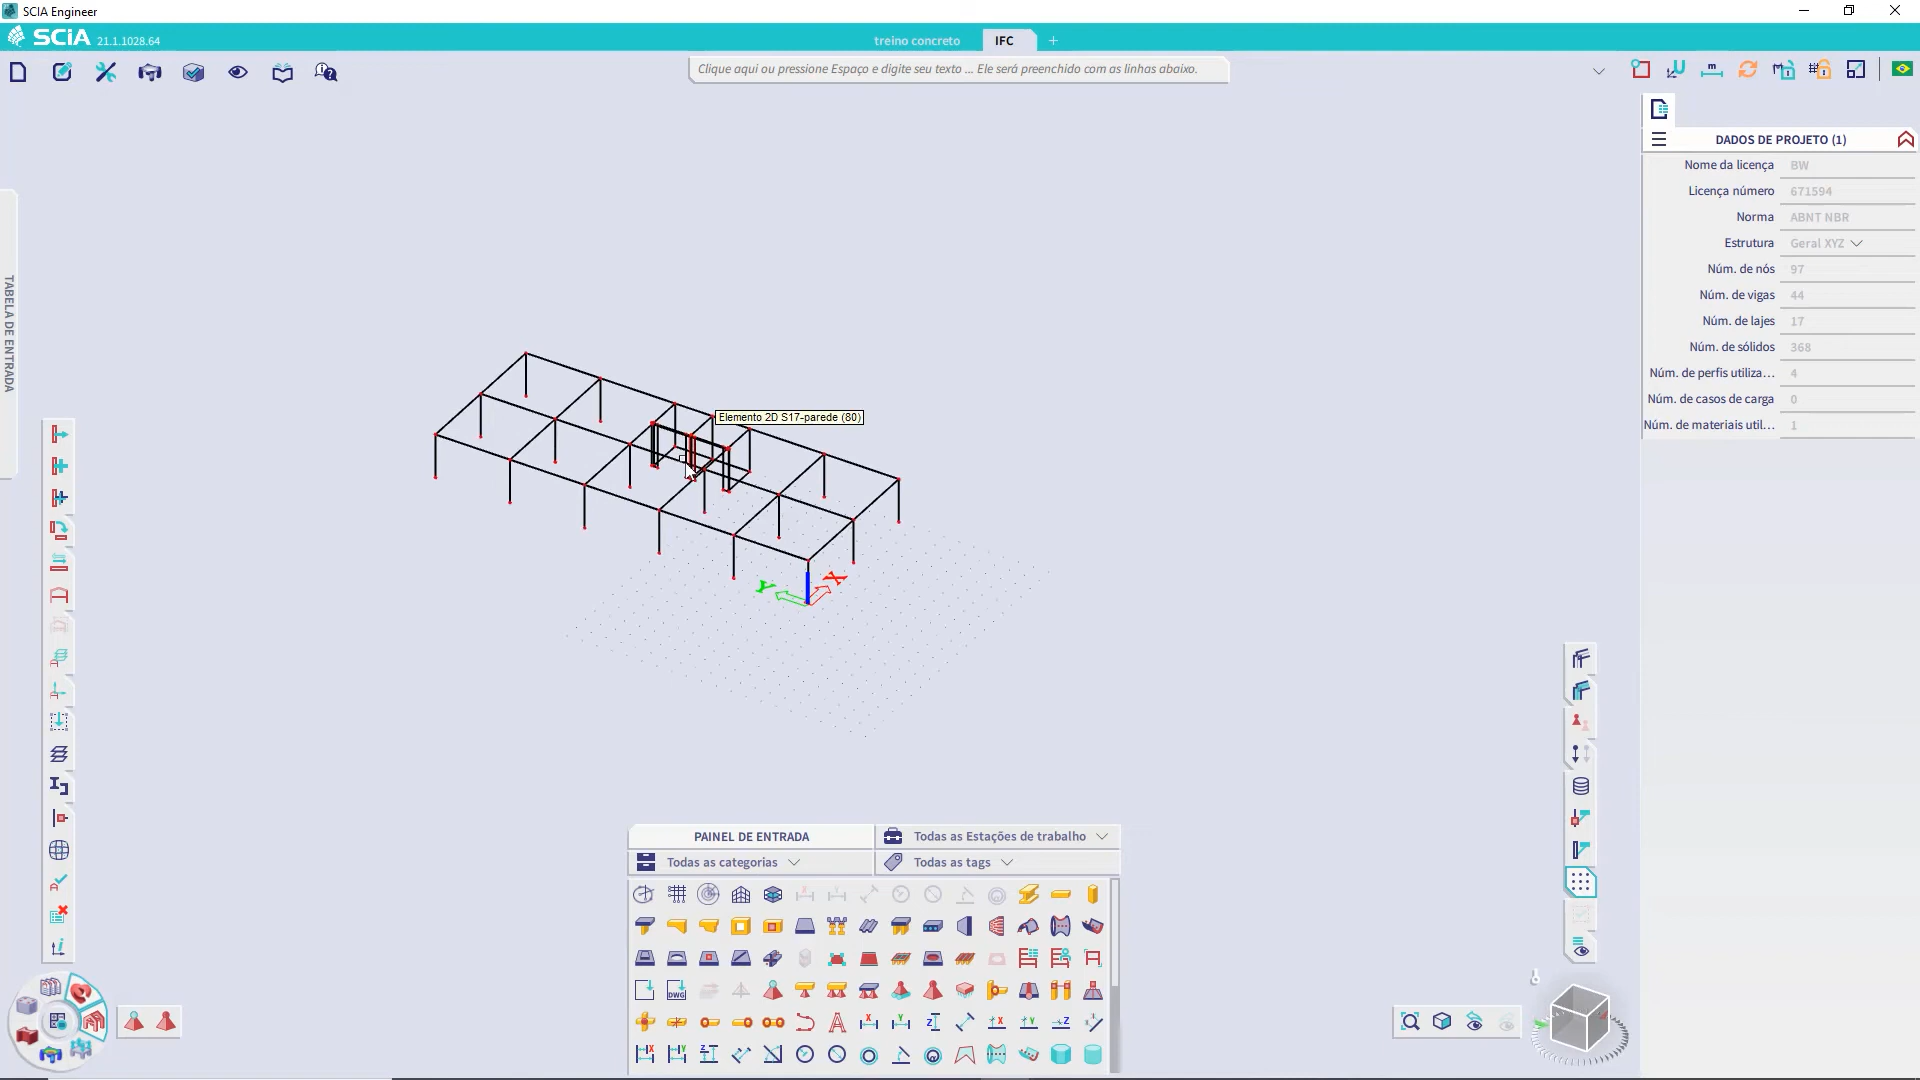 SCIA Engineer
SCiA 21.1.1028.64
treino concreto
IFC
Clique aqui ou pressione Espaço e digite seu texto ... Ele será preenchido com as linhas abaixo.
TABELA DE ENTRADA
DADOS DE PROJETO (1)
Nome da licença BW
Licença número 671594
Norma ABNT NBR
Estrutura Geral XYZ
Núm. de nós 97
Núm. de vigas 44
Núm. de lajes 17
Núm. de sólidos 368
Núm. de perfis utiliza... 4
Núm. de casos de carga 0
Núm. de materiais util... 1
Elemento 2D S17-parede (80)
Y
X
PAINEL DE ENTRADA
Todas as Estações de trabalho
Todas as categorias
Todas as tags
DWG